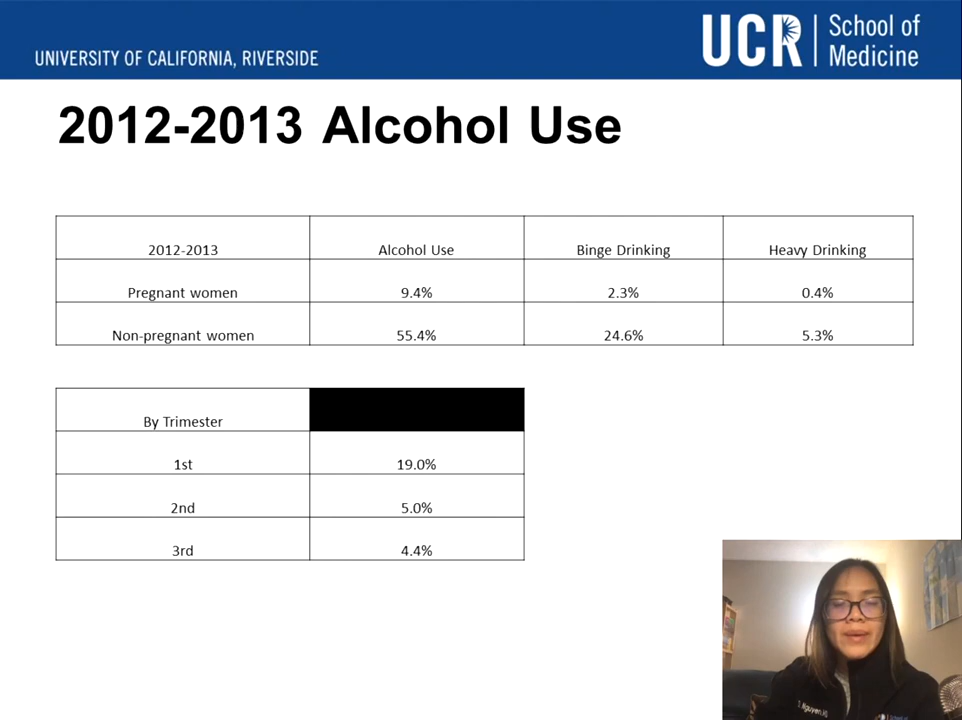 UNIVERSITY OF CALIFORNIA, RIVERSIDE
UCR School of Medicine
2012-2013 Alcohol Use
2012-2013 Alcohol Use Binge Drinking Heavy Drinking
Pregnant women 9.4% 2.3% 0.4%
Non-pregnant women 55.4% 24.6% 5.3%
By Trimester
1st 19.0%
2nd 5.0%
3rd 4.4%
Nguyen